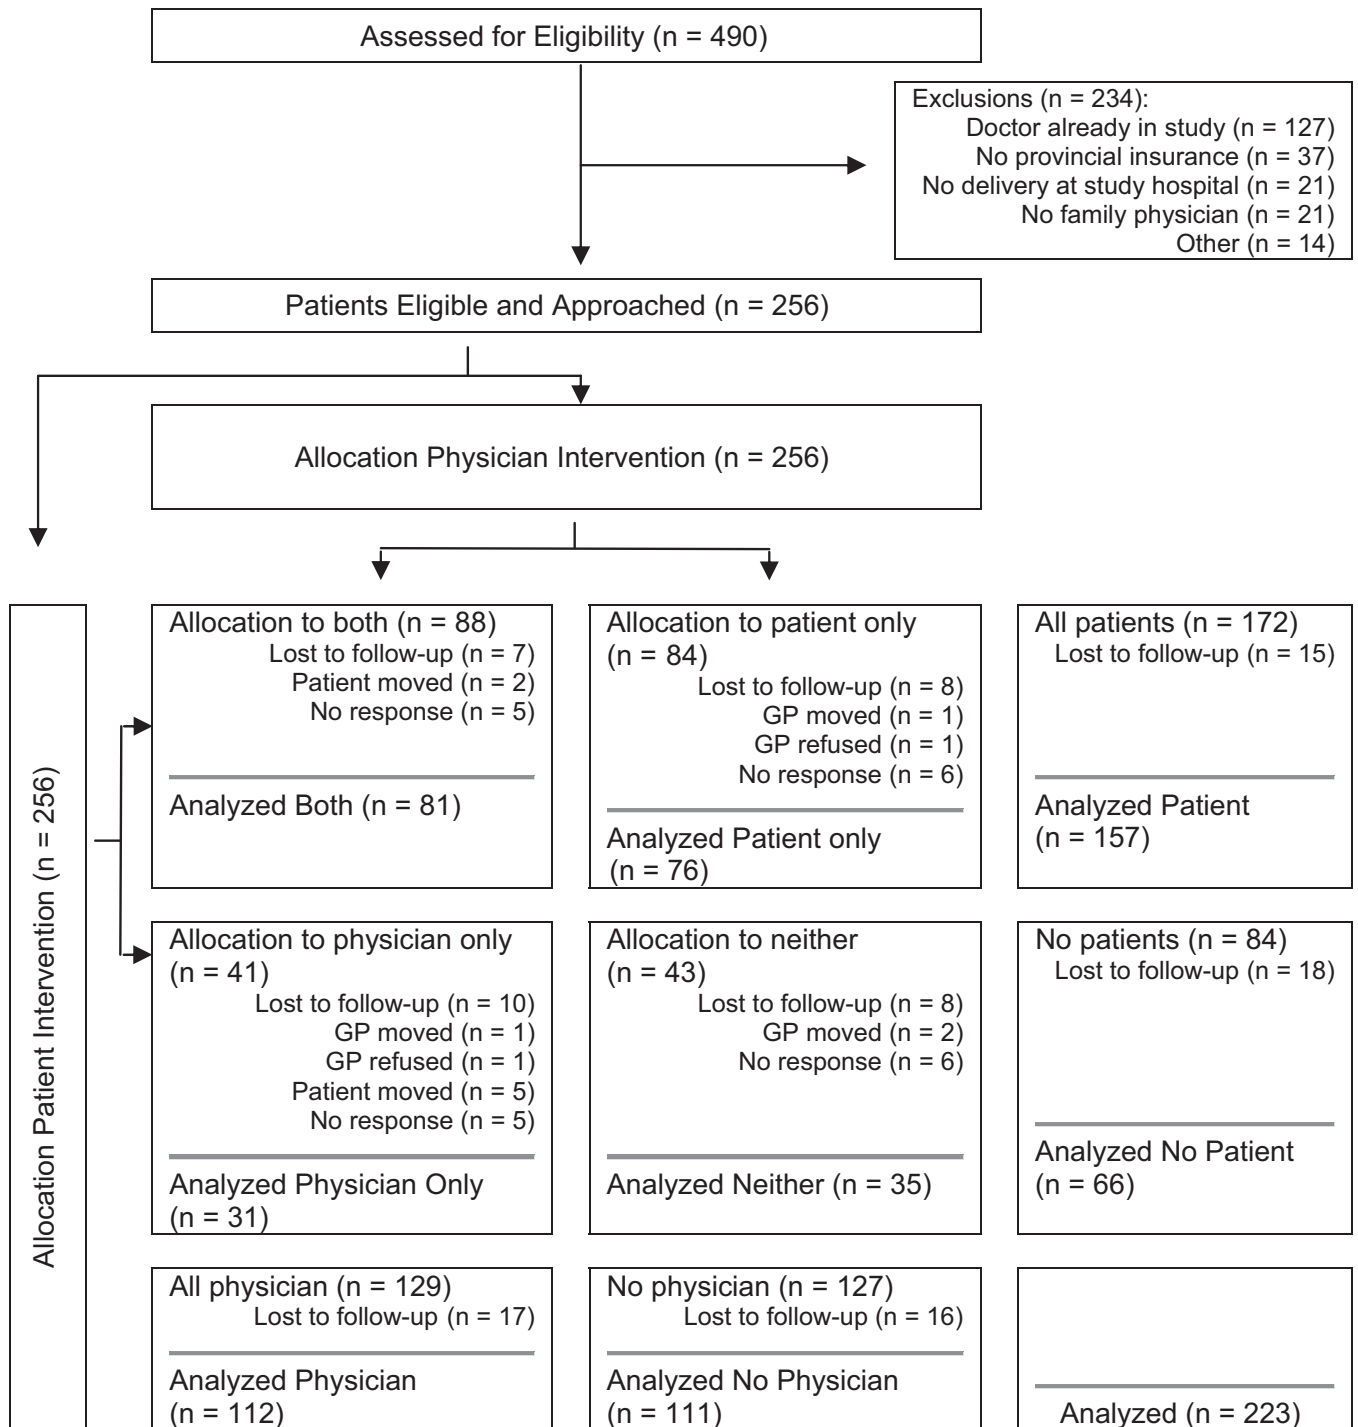 Assessed for Eligibility (n = 490)
Exclusions (n = 234):
Doctor already in study (n = 127)
No provincial insurance (n = 37)
No delivery at study hospital (n = 21)
No family physician (n = 21)
Other (n = 14)
Patients Eligible and Approached (n = 256)
Allocation Physician Intervention (n = 256)
Allocation Patient Intervention (n = 256)
Allocation to both (n = 88)
Lost to follow-up (n = 7)
Patient moved (n = 2)
No response (n = 5)
Analyzed Both (n = 81)
Allocation to patient only
(n = 84)
Lost to follow-up (n = 8)
GP moved (n = 1)
GP refused (n = 1)
No response (n = 6)
Analyzed Patient only
(n = 76)
All patients (n = 172)
Lost to follow-up (n = 15)
Analyzed Patient
(n = 157)
Allocation to physician only
(n = 41)
Lost to follow-up (n = 10)
GP moved (n = 1)
GP refused (n = 1)
Patient moved (n = 5)
No response (n = 5)
Analyzed Physician Only
(n = 31)
Allocation to neither
(n = 43)
Lost to follow-up (n = 8)
GP moved (n = 2)
No response (n = 6)
Analyzed Neither (n = 35)
No patients (n = 84)
Lost to follow-up (n = 18)
Analyzed No Patient
(n = 66)
All physician (n = 129)
Lost to follow-up (n = 17)
Analyzed Physician
(n = 112)
No physician (n = 127)
Lost to follow-up (n = 16)
Analyzed No Physician
(n = 111)
Analyzed (n = 223)